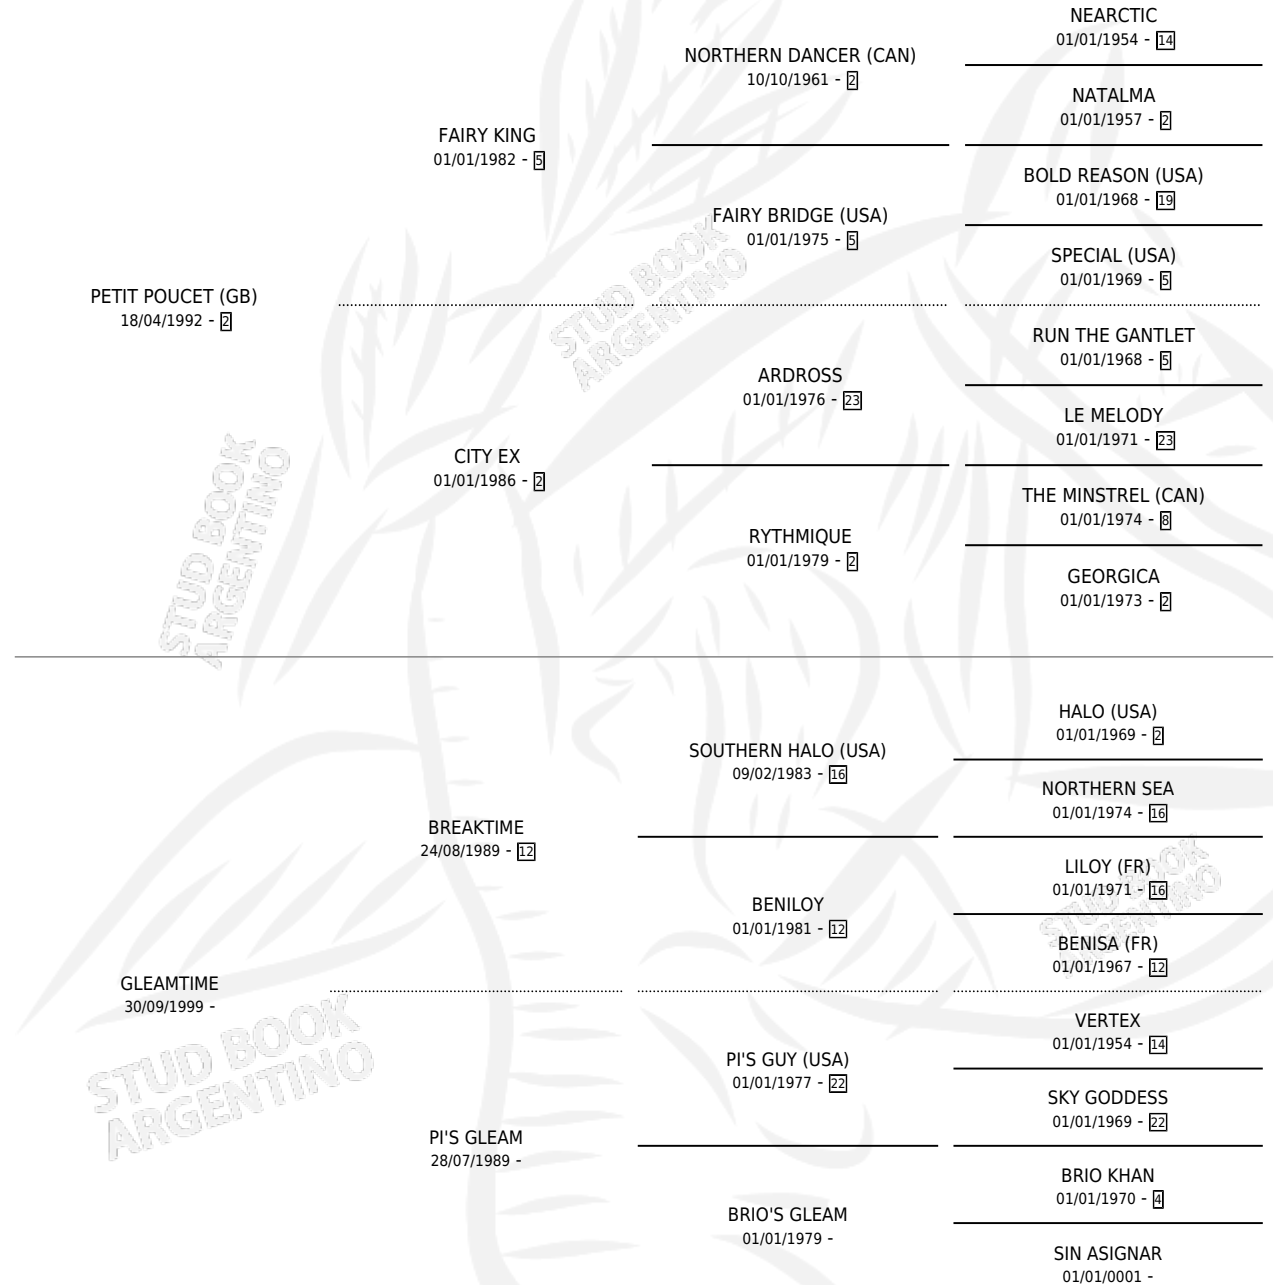 NEARCTIC
01/01/1954 - 14
NORTHERN DANCER (CAN)
10/10/1961 - 2
NATALMA
01/01/1957 - 2
FAIRY KING
01/01/1982 - 5
BOLD REASON (USA)
01/01/1968 - 19
FAIRY BRIDGE (USA)
01/01/1975 - 5
SPECIAL (USA)
01/01/1969 - 5
PETIT POUCET (GB)
18/04/1992 - 2
STUD BOOK
ARGENTINO
RUN THE GANTLET
01/01/1968 - 5
ARDROSS
01/01/1976 - 23
LE MELODY
01/01/1971 - 23
CITY EX
01/01/1986 - 2
THE MINSTREL (CAN)
01/01/1974 - 8
RYTHMIQUE
01/01/1979 - 2
GEORGICA
01/01/1973 - 2
STUD BOOK
ARGENTINO
HALO (USA)
01/01/1969 - 2
SOUTHERN HALO (USA)
09/02/1983 - 16
NORTHERN SEA
01/01/1974 - 16
BREAKTIME
24/08/1989 - 12
LILOY (FR)
01/01/1971 - 16
BENILOY
01/01/1981 - 12
BENISA (FR)
01/01/1967 - 12
STUD BOOK
ARGENTINO
GLEAMTIME
30/09/1999 -
VERTEX
01/01/1954 - 14
PI'S GUY (USA)
01/01/1977 - 22
SKY GODDESS
01/01/1969 - 22
STUD BOOK
ARGENTINO
PI'S GLEAM
28/07/1989 -
BRIO KHAN
01/01/1970 - 4
BRIO'S GLEAM
01/01/1979 -
SIN ASIGNAR
01/01/0001 -